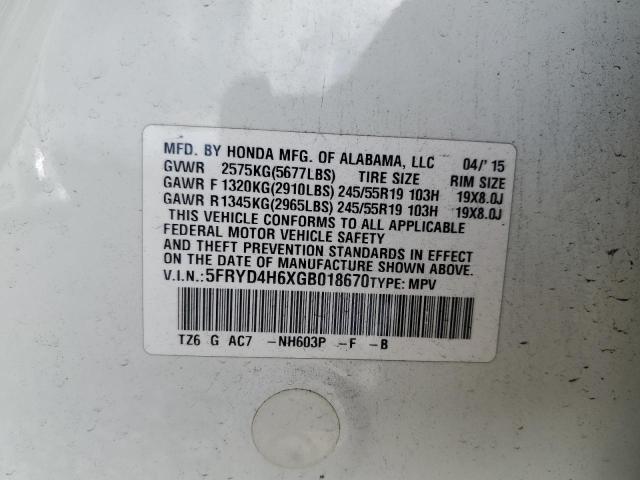 MFD. BY HONDA MFG. OF ALABAMA, LLC 04/'15
GVWR 2575KG(5677LBS) TIRE SIZE RIM SIZE
GAWR F 1320KG(2910LBS) 245/55R19 103H 19X8.0J
GAWR R1345KG(2965LBS) 245/55R19 103H 19X8.0J
THIS VEHICLE CONFORMS TO ALL APPLICABLE
FEDERAL MOTOR VEHICLE SAFETY
AND THEFT PREVENTION STANDARDS IN EFFECT
ON THE DATE OF MANUFACTURE SHOWN ABOVE.
V.I.N.:5FRYD4H6XGB018670TYPE: MPV
TZ6 G AC7 -NH603P -F -B